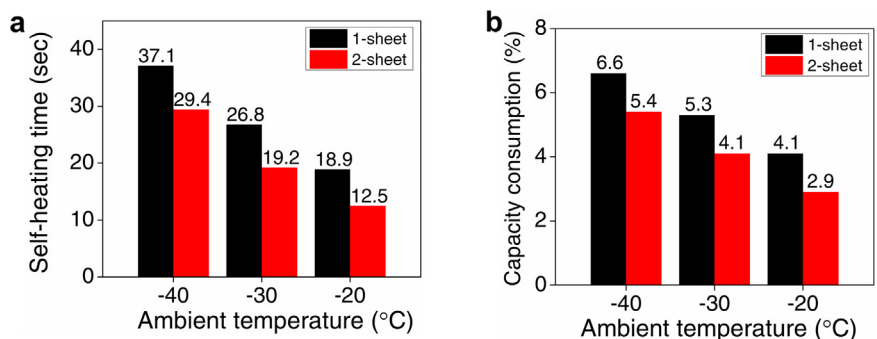 a
Self-heating time (sec)
40
30
20
10
0
1-sheet
2-sheet
37.1
29.4
26.8
19.2
18.9
12.5
-40
-30
-20
Ambient temperature (°C)
b
Capacity consumption (%)
8
6
4
2
0
1-sheet
2-sheet
6.6
5.4
5.3
4.1
4.1
2.9
-40
-30
-20
Ambient temperature (°C)